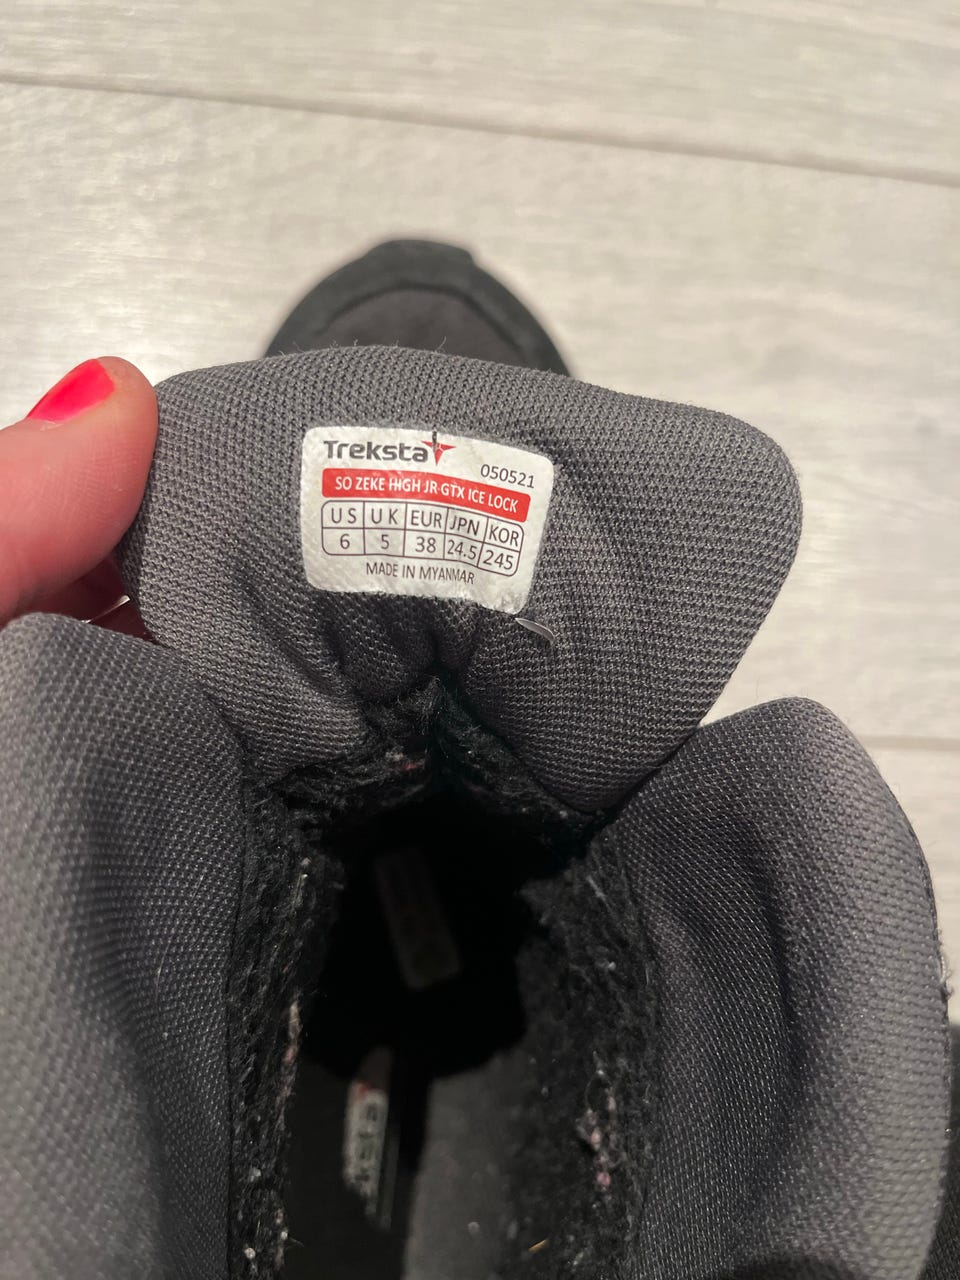 Treksta
050521
SO ZEKE HIGH JR GTX ICE LOCK
US UK EUR JPN KOR
6 5 38 24.5 245
MADE IN MYANMAR